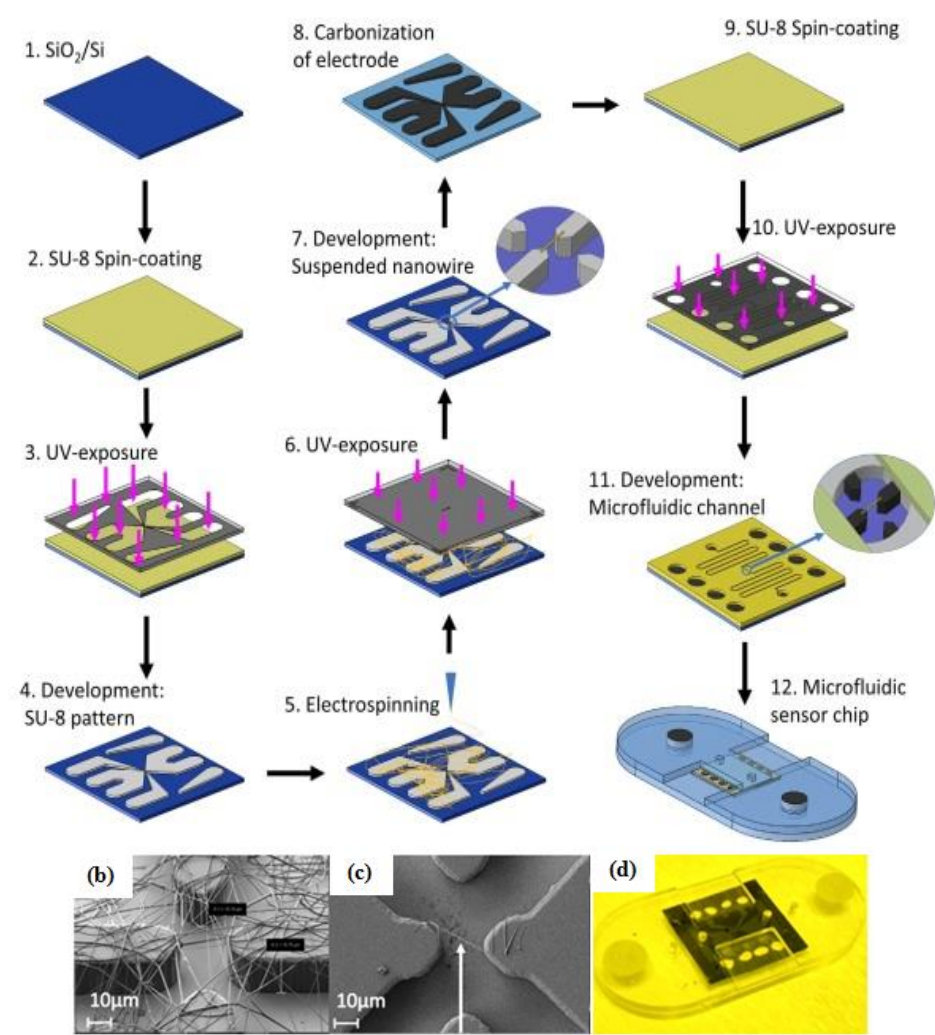 1. SiO₂/Si
2. SU-8 Spin-coating
3. UV-exposure
4. Development:
SU-8 pattern
5. Electrospinning
6. UV-exposure
7. Development:
Suspended nanowire
8. Carbonization
of electrode
9. SU-8 Spin-coating
10. UV-exposure
11. Development:
Microfluidic channel
12. Microfluidic
sensor chip
(b)
10μm
(c)
10μm
(d)